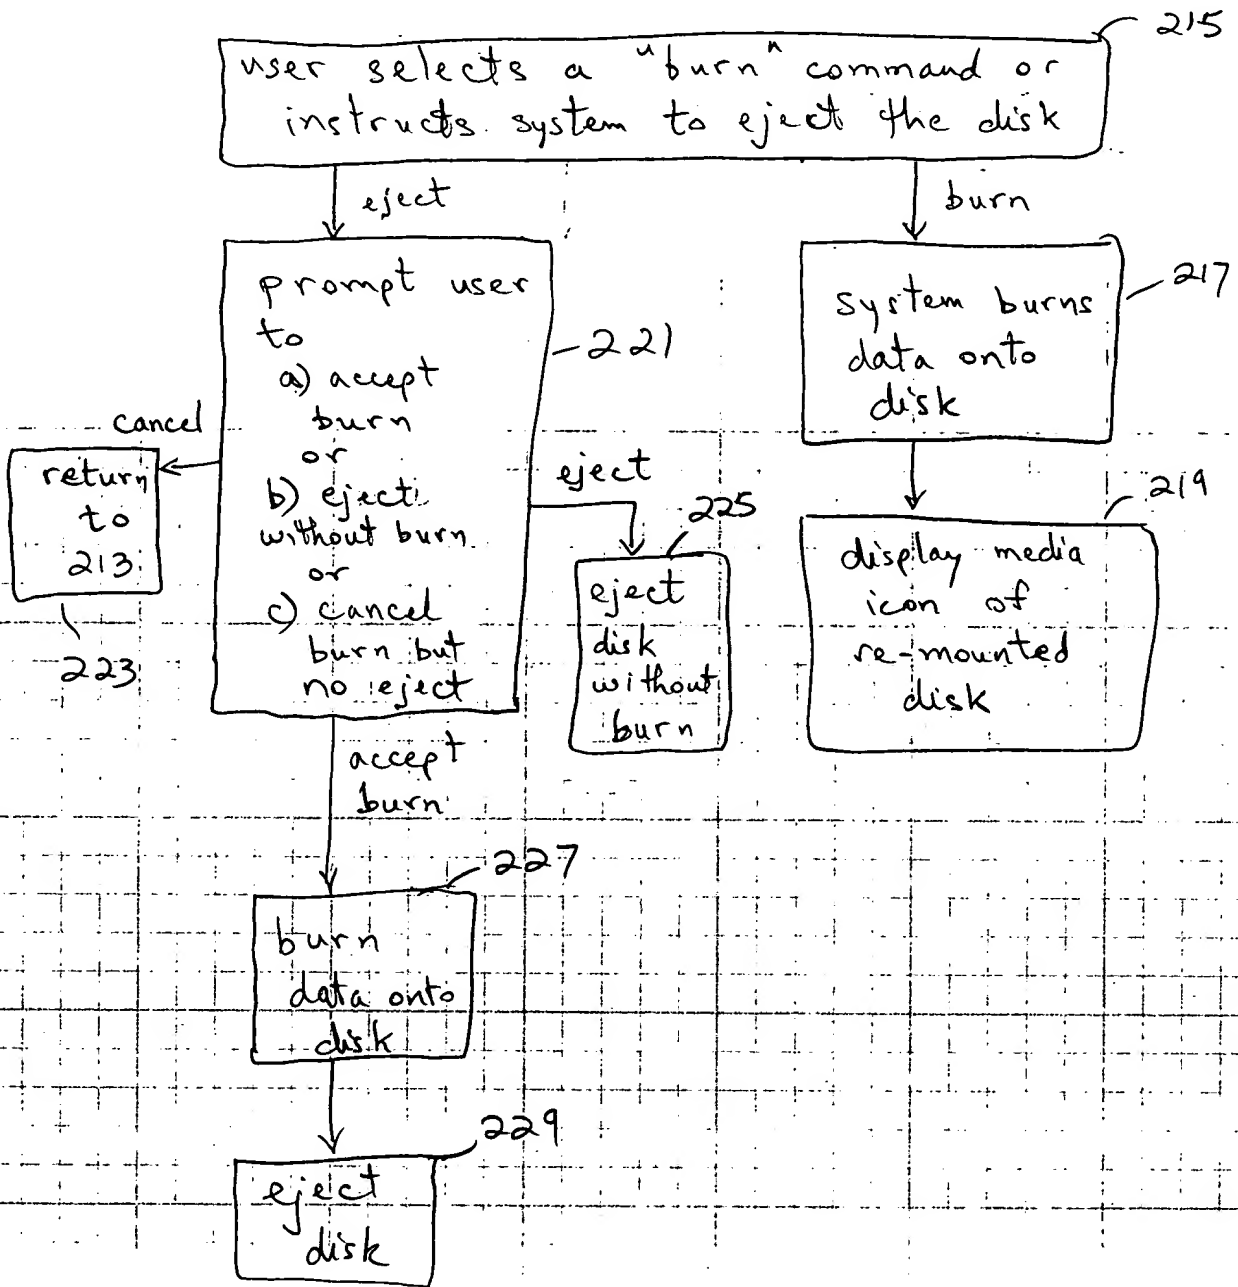 215
user selects a "burn" command or
instructs system to eject the disk
eject
burn
prompt user
to
a) accept
burn
or
b) eject
without burn
or
c) cancel
burn but
no eject
221
system burns
data onto
disk
217
cancel
return
to
213
223
eject
225
eject
disk
without
burn
219
display media
icon of
re-mounted
disk
accept
burn
227
burn
data onto
disk
229
eject
disk